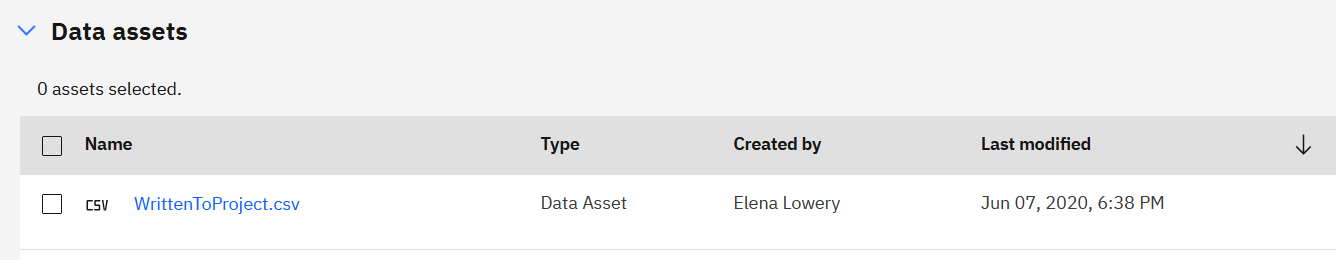 Data assets
0 assets selected.
Name Type Created by Last modified
CSV WrittenToProject.csv Data Asset Elena Lowery Jun 07, 2020, 6:38 PM